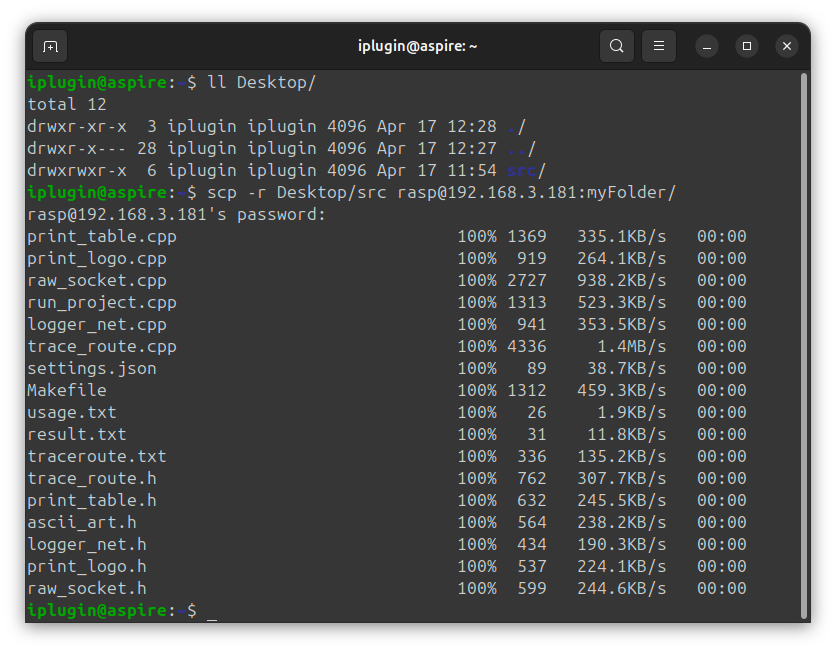 iplugin@aspire: ~
iplugin@aspire:~$ ll Desktop/
total 12
drwxr-xr-x  3 iplugin iplugin 4096 Apr 17 12:28 ./
drwxr-x--- 28 iplugin iplugin 4096 Apr 17 12:27 ../
drwxrwxr-x  6 iplugin iplugin 4096 Apr 17 11:54 src/
iplugin@aspire:~$ scp -r Desktop/src rasp@192.168.3.181:myFolder/
rasp@192.168.3.181's password:
print_table.cpp                            100% 1369   335.1KB/s   00:00
print_logo.cpp                             100%  919   264.1KB/s   00:00
raw_socket.cpp                             100% 2727   938.2KB/s   00:00
run_project.cpp                            100% 1313   523.3KB/s   00:00
logger_net.cpp                             100%  941   353.5KB/s   00:00
trace_route.cpp                            100% 4336     1.4MB/s   00:00
settings.json                              100%   89    38.7KB/s   00:00
Makefile                                   100% 1312   459.3KB/s   00:00
usage.txt                                  100%   26     1.9KB/s   00:00
result.txt                                 100%   31    11.8KB/s   00:00
traceroute.txt                             100%  336   135.2KB/s   00:00
trace_route.h                              100%  762   307.7KB/s   00:00
print_table.h                              100%  632   245.5KB/s   00:00
ascii_art.h                                100%  564   238.2KB/s   00:00
logger_net.h                               100%  434   190.3KB/s   00:00
print_logo.h                               100%  537   224.1KB/s   00:00
raw_socket.h                               100%  599   244.6KB/s   00:00
iplugin@aspire:~$ _